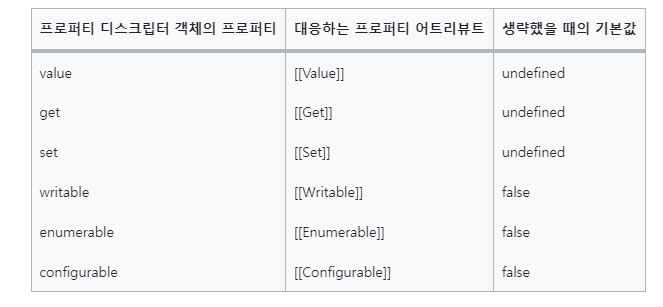 프로퍼티 디스크립터 객체의 프로퍼티 대응하는 프로퍼티 어트리뷰트 생략했을 때의 기본값
value [[Value]] undefined
get [[Get]] undefined
set [[Set]] undefined
writable [[Writable]] false
enumerable [[Enumerable]] false
configurable [[Configurable]] false